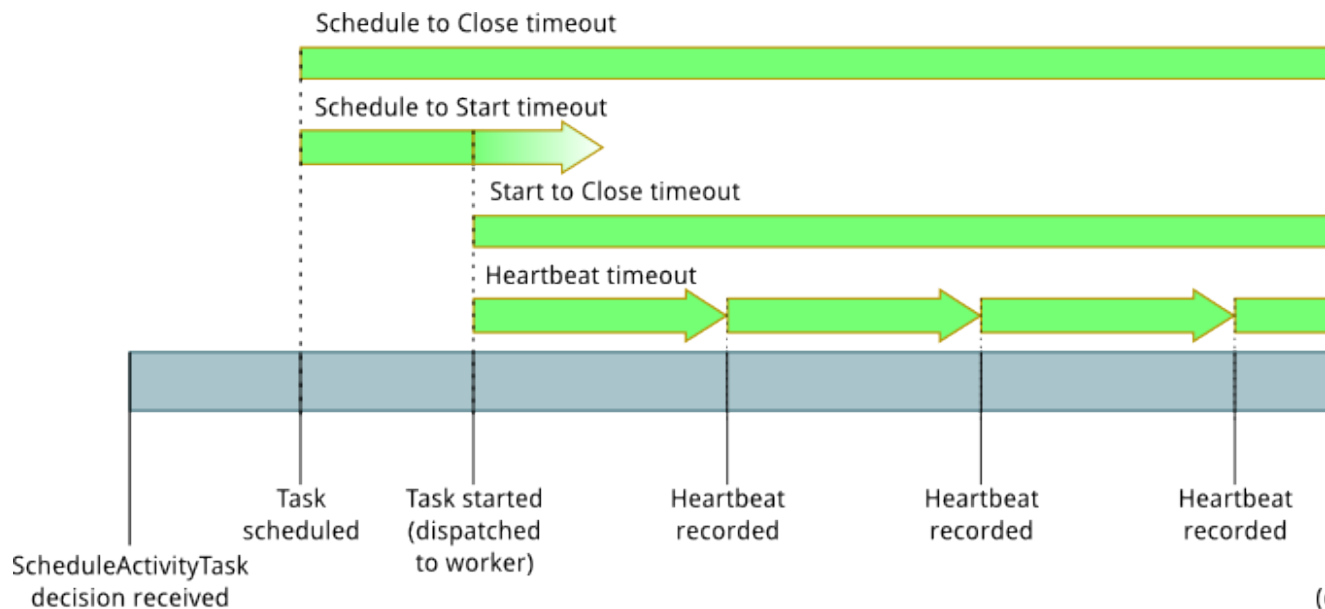 Schedule to Close timeout
Schedule to Start timeout
Start to Close timeout
Heartbeat timeout
Task
scheduled
Task started
(dispatched
to worker)
Heartbeat
recorded
Heartbeat
recorded
Heartbeat
recorded
ScheduleActivityTask
decision received